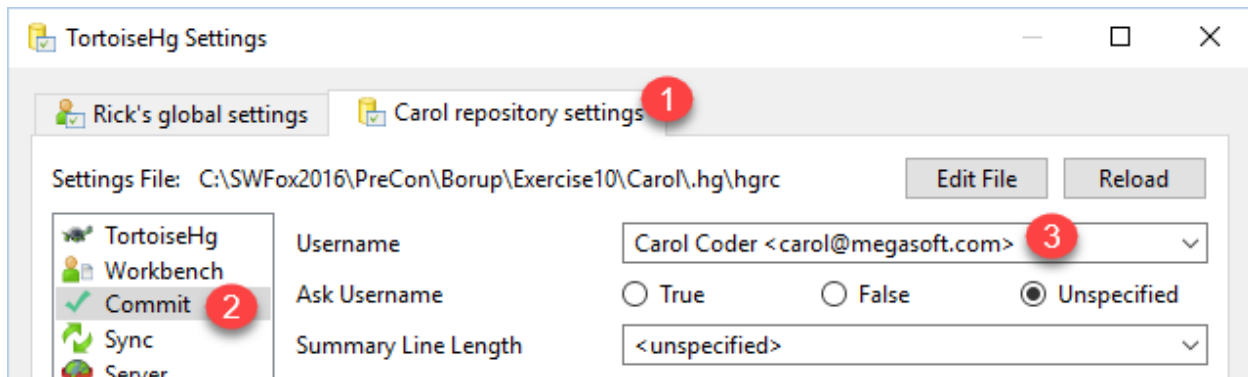 TortoiseHg Settings
Rick's global settings
Carol repository settings
1
Settings File: C:\SWFox2016\PreCon\Borup\Exercise10\Carol\.hg\hgrc
Edit File
Reload
TortoiseHg
Workbench
Commit
2
Sync
Server
Username
Carol Coder <carol@megasoft.com>
3
Ask Username
True
False
Unspecified
Summary Line Length
<unspecified>